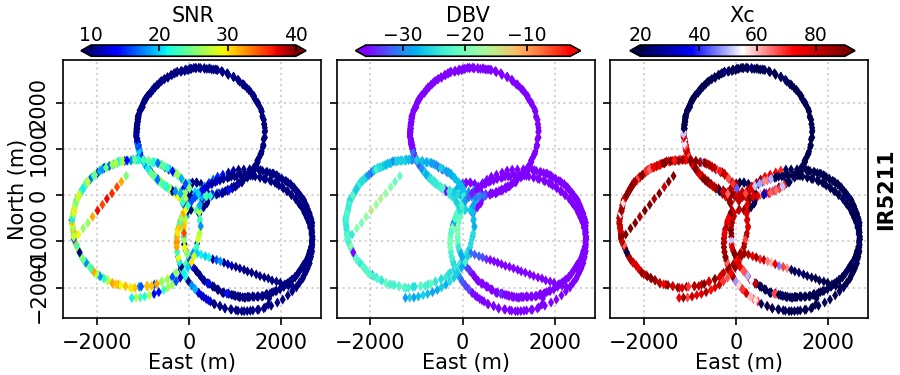 SNR DBV Xc
10 20 30 40 −30 −20 −10 20 40 60 80
North (m)
2000
1000
0
−1000
−2000
−2000 0 2000 −2000 0 2000 −2000 0 2000
East (m) East (m) East (m)
IR5211